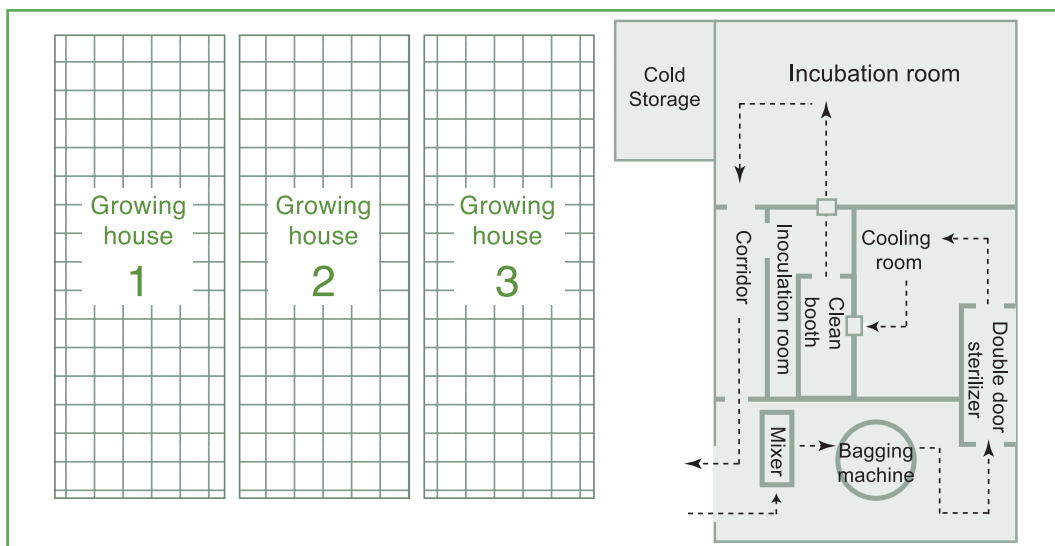 Growing
house
1
Growing
house
2
Growing
house
3
Cold
Storage
Incubation room
Corridor
Inoculation room
Clean
booth
Cooling
room
Double door
sterilizer
Mixer
Bagging
machine